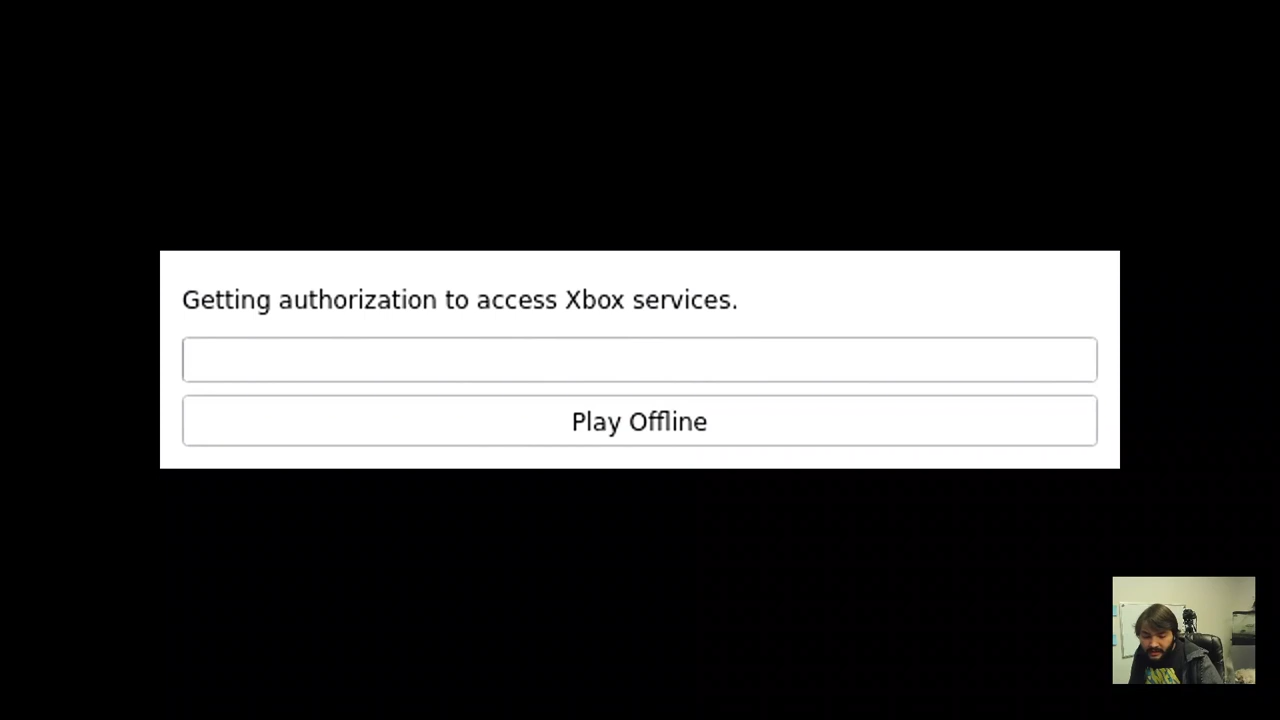 Getting authorization to access Xbox services.
Play Offline